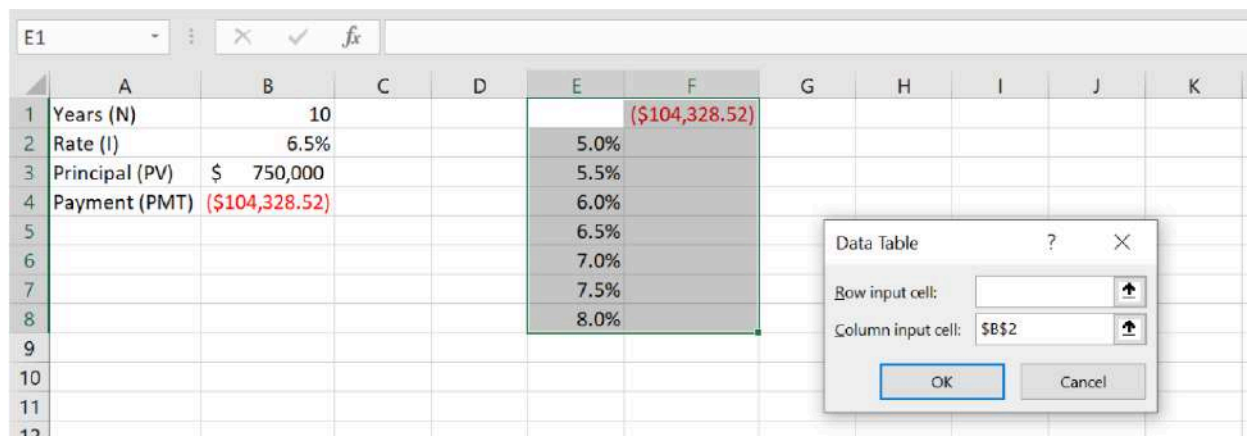 E1 fx
A B C D E F G H I J K
1 Years (N) 10 ($104,328.52)
2 Rate (I) 6.5% 5.0%
3 Principal (PV) $ 750,000 5.5%
4 Payment (PMT) ($104,328.52) 6.0%
5 6.5%
6 7.0%
7 7.5%
8 8.0%
9
10
11
12
Data Table ? ×
Row input cell:
Column input cell: $B$2
OK Cancel